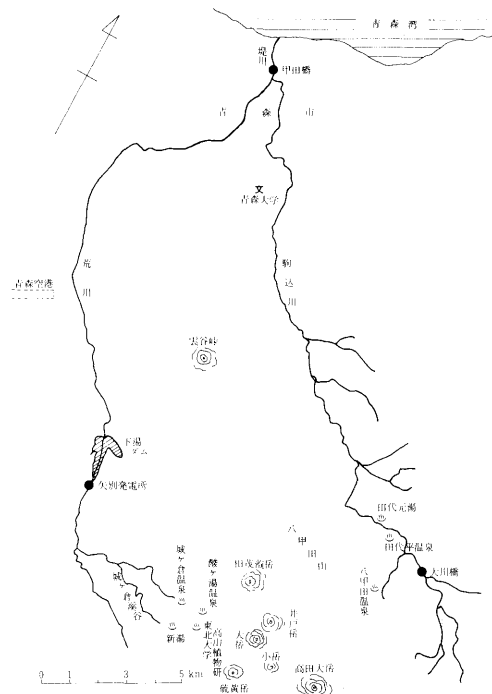 青森湾
堤川
甲田橋
青森市
文
青森大学
荒川
駒込川
青森空港
雲谷峠
下湯
ダム
矢別発電所
田代元湯
田代平温泉
八甲田山
大川橋
八甲田温泉
城ヶ倉温泉
酸ヶ湯温泉
田茂萢岳
城ヶ倉渓谷
井戸岳
新湯
東北大学
高山植物研
大岳
小岳
硫黄岳
高田大岳
0 1 3 5 km